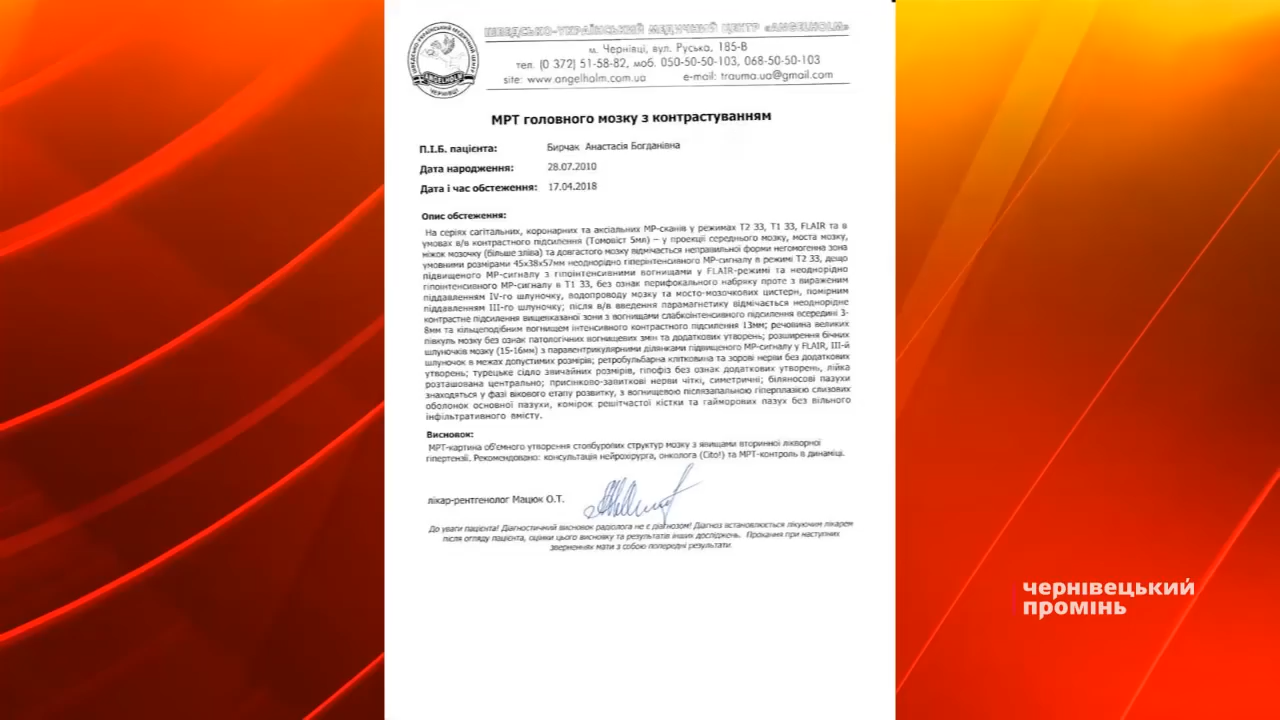 ШВЕДСЬКО-УКРАЇНСЬКИЙ МЕДИЧНИЙ ЦЕНТР «ANGELHOLM»
м. Чернівці, вул. Руська, 185-В
тел. (0 372) 51-58-82, моб. 050-50-50-103, 068-50-50-103
site: www.angelholm.com.ua e-mail: trauma.ua@gmail.com
ANGELHOLM
ЧЕРНІВЦІ
МРТ головного мозку з контрастуванням
П.І.Б. пацієнта: Бирчак Анастасія Богданівна
Дата народження: 28.07.2010
Дата і час обстеження: 17.04.2018
Опис обстеження:
На серіях сагітальних, коронарних та аксіальних МР-сканів у режимах Т2 ЗЗ, Т1 ЗЗ, FLAIR та в
умовах в/в контрастного підсилення (Томовіст 5мл) – у проекції середнього мозку, моста мозку,
ніжок мозочку (більше зліва) та довгастого мозку відмічається неправильної форми негомогенна зона
умовними розмірами 45х38х57мм неоднорідно гіперінтенсивного МР-сигналу в режимі Т2 ЗЗ, дещо
підвищеного МР-сигналу з гіпоінтенсивними вогнищами у FLAIR-режимі та неоднорідно
гіпоінтенсивного МР-сигналу в Т1 ЗЗ, без ознак перифокального набряку проте з вираженим
піддавленням IV-го шлуночку, водопроводу мозку та мосто-мозочкових цистерн, помірним
піддавленням III-го шлуночку; після в/в введення парамагнетику відмічається неоднорідне
контрастне підсилення вищевказаної зони з вогнищами слабкоінтенсивного підсилення всередині 3-
8мм та кільцеподібним вогнищем інтенсивного контрастного підсилення 13мм; речовина великих
півкуль мозку без ознак патологічних вогнищевих змін та додаткових утворень; розширення бічних
шлуночків мозку (15-16мм) з паравентрикулярними ділянками підвищеного МР-сигналу у FLAIR, III-й
шлуночок в межах допустимих розмірів; ретробульбарна клітковина та зорові нерви без додаткових
утворень; турецьке сідло звичайних розмірів, гіпофіз без ознак додаткових утворень, лійка
розташована центрально; присінково-завиткові нерви чіткі, симетричні; біляносові пазухи
знаходяться у фазі вікового етапу розвитку, з вогнищевою післязапальною гіперплазією слизових
оболонок основної пазухи, комірок решітчастої кістки та гайморових пазух без вільного
інфільтративного вмісту.
Висновок:
МРТ-картина об'ємного утворення стовбурових структур мозку з явищами вторинної лікворної
гіпертензії. Рекомендовано: консультація нейрохірурга, онколога (Cito!) та МРТ-контроль в динаміці.
лікар-рентгенолог Мацюк О.Т.
До уваги пацієнта! Діагностичний висновок радіолога не є діагнозом! Діагноз встановлюється лікуючим лікарем
після огляду пацієнта, оцінки цього висновку та результатів інших досліджень. Прохання при наступних
зверненнях мати з собою попередні результати.
чернівецький
промінь